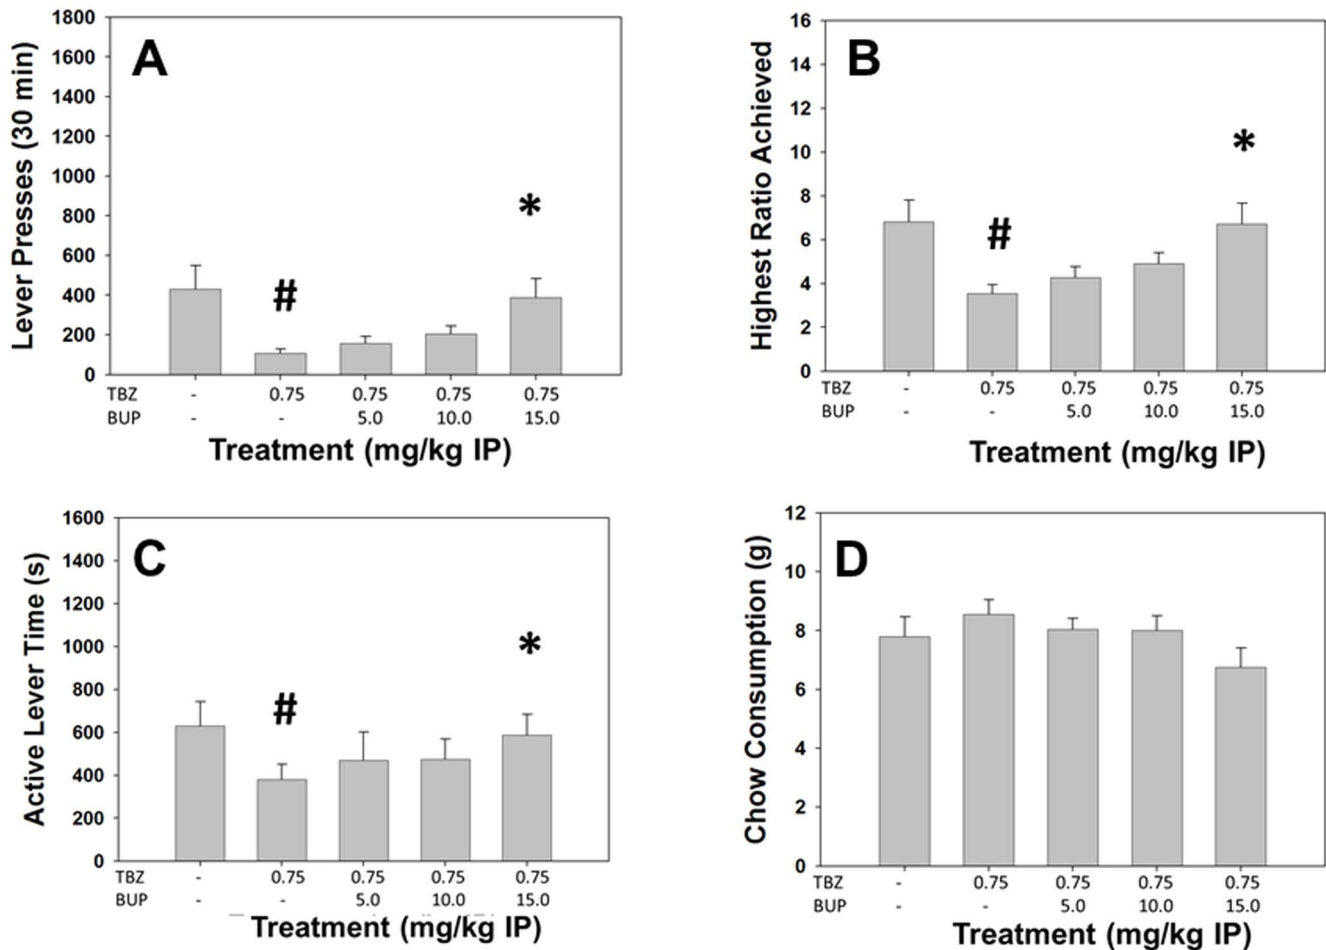 A
Lever Presses (30 min)
1800
1600
1400
1200
1000
800
600
400
200
0
#
*
TBZ - 0.75 0.75 0.75 0.75
BUP - - 5.0 10.0 15.0
Treatment (mg/kg IP)
B
Highest Ratio Achieved
16
14
12
10
8
6
4
2
0
#
*
TBZ - 0.75 0.75 0.75 0.75
BUP - - 5.0 10.0 15.0
Treatment (mg/kg IP)
C
Active Lever Time (s)
1600
1400
1200
1000
800
600
400
200
0
#
*
TBZ - 0.75 0.75 0.75 0.75
BUP - - 5.0 10.0 15.0
Treatment (mg/kg IP)
D
Chow Consumption (g)
12
10
8
6
4
2
0
TBZ - 0.75 0.75 0.75 0.75
BUP - - 5.0 10.0 15.0
Treatment (mg/kg IP)